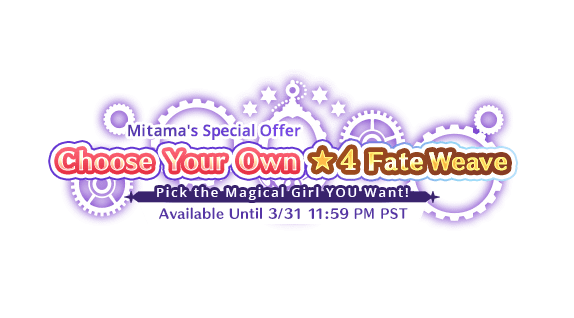 Mitama's Special Offer
Choose Your Own ★4 Fate Weave
Pick the Magical Girl YOU Want!
Available Until 3/31 11:59 PM PST